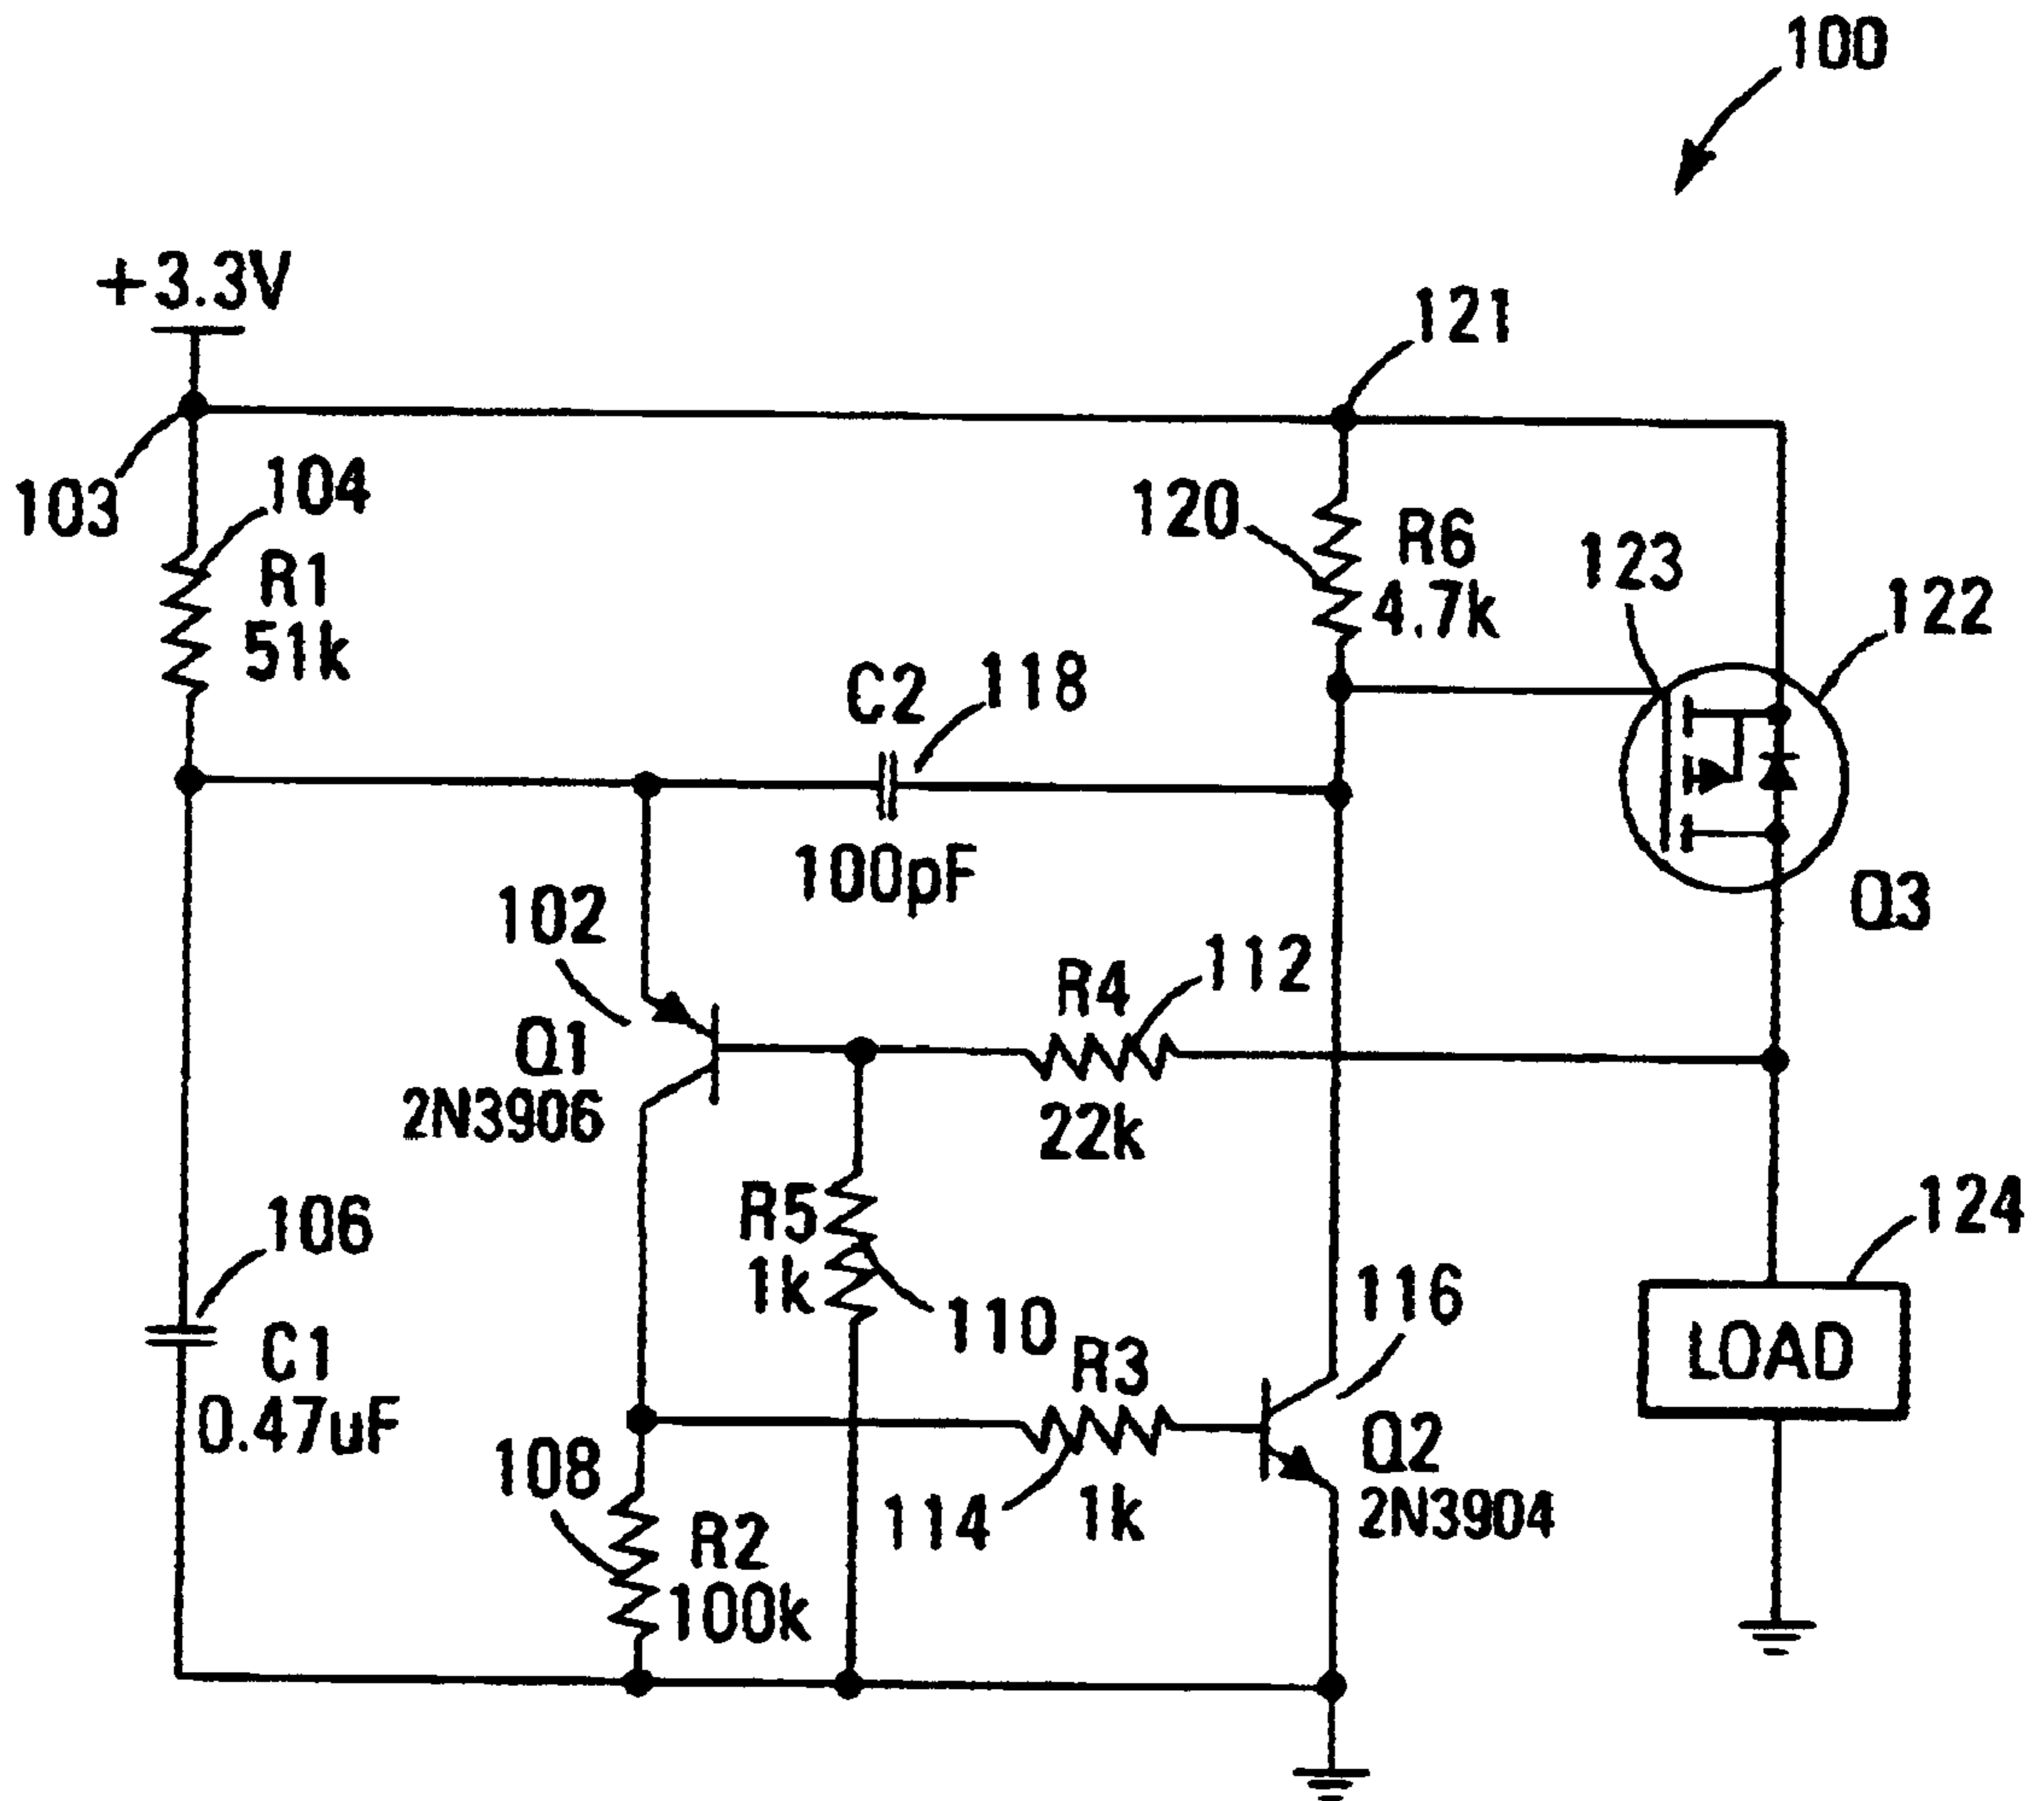 100
+3.3V
121
103
104
R1
51k
120
R6
4.7k
123
122
C2
118
100pF
Q3
102
Q1
2N3906
R4
112
22k
106
C1
0.47uF
R5
1k
110
124
LOAD
116
R3
114
1k
Q2
2N3904
108
R2
100k